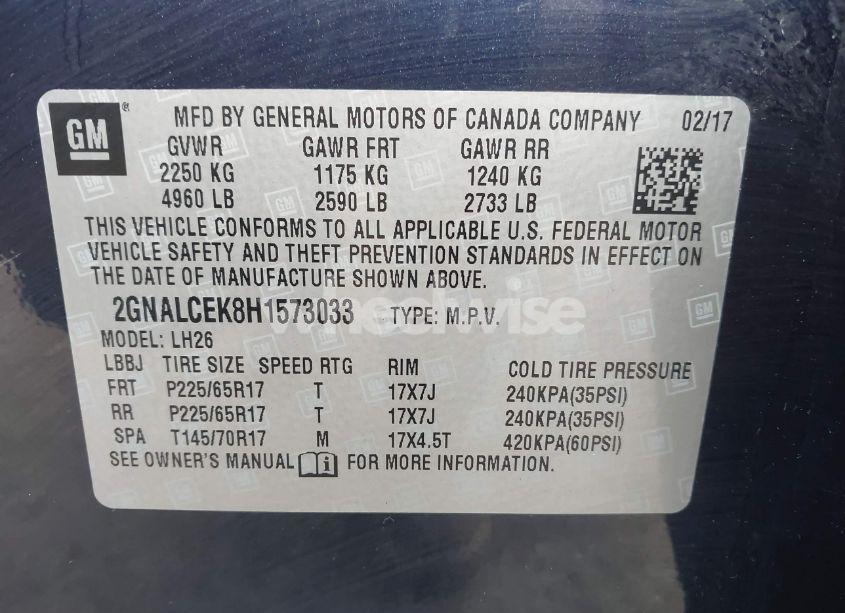 GM ® MFD BY GENERAL MOTORS OF CANADA COMPANY 02/17
GVWR GAWR FRT GAWR RR
2250 KG 1175 KG 1240 KG
4960 LB 2590 LB 2733 LB
THIS VEHICLE CONFORMS TO ALL APPLICABLE U.S. FEDERAL MOTOR
VEHICLE SAFETY AND THEFT PREVENTION STANDARDS IN EFFECT ON
THE DATE OF MANUFACTURE SHOWN ABOVE.
2GNALCEK8H1573033 TYPE: M.P.V.
MODEL: LH26
LBBJ TIRE SIZE SPEED RTG RIM COLD TIRE PRESSURE
FRT P225/65R17 T 17X7J 240KPA(35PSI)
RR P225/65R17 T 17X7J 240KPA(35PSI)
SPA T145/70R17 M 17X4.5T 420KPA(60PSI)
SEE OWNER'S MANUAL i FOR MORE INFORMATION.